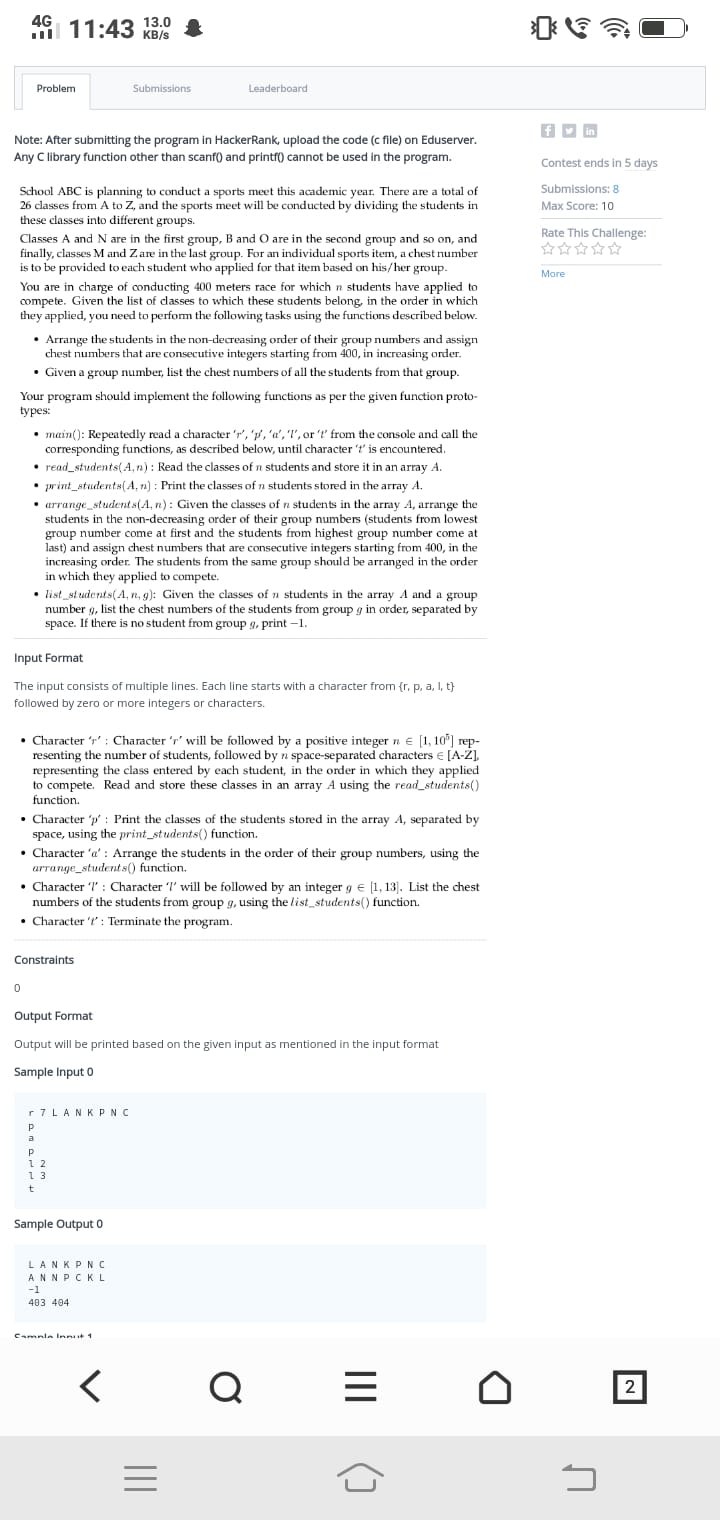 4G 11:43 13.0 KB/s
Problem Submissions Leaderboard
Note: After submitting the program in HackerRank, upload the code (c file) on Eduserver.
Any C library function other than scanf() and printf() cannot be used in the program.
School ABC is planning to conduct a sports meet this academic year. There are a total of
26 classes from A to Z, and the sports meet will be conducted by dividing the students in
these classes into different groups.
Classes A and N are in the first group, B and O are in the second group and so on, and
finally, classes M and Z are in the last group. For an individual sports item, a chest number
is to be provided to each student who applied for that item based on his/her group.
You are in charge of conducting 400 meters race for which n students have applied to
compete. Given the list of classes to which these students belong, in the order in which
they applied, you need to perform the following tasks using the functions described below.
• Arrange the students in the non-decreasing order of their group numbers and assign
chest numbers that are consecutive integers starting from 400, in increasing order.
• Given a group number, list the chest numbers of all the students from that group.
Your program should implement the following functions as per the given function proto-
types:
• main(): Repeatedly read a character 'r', 'p', 'a', 'l', or 't' from the console and call the
corresponding functions, as described below, until character 't' is encountered.
• read_students(A, n) : Read the classes of n students and store it in an array A.
• print_students(A, n) : Print the classes of n students stored in the array A.
• arrange_students(A, n) : Given the classes of n students in the array A, arrange the
students in the non-decreasing order of their group numbers (students from lowest
group number come at first and the students from highest group number come at
last) and assign chest numbers that are consecutive integers starting from 400, in the
increasing order. The students from the same group should be arranged in the order
in which they applied to compete.
• list_students(A, n, g): Given the classes of n students in the array A and a group
number g, list the chest numbers of the students from group g in order, separated by
space. If there is no student from group g, print −1.
Input Format
The input consists of multiple lines. Each line starts with a character from {r, p, a, l, t}
followed by zero or more integers or characters.
• Character 'r' : Character 'r' will be followed by a positive integer n ∈ [1, 10⁵] rep-
resenting the number of students, followed by n space-separated characters ∈ [A-Z],
representing the class entered by each student, in the order in which they applied
to compete. Read and store these classes in an array A using the read_students()
function.
• Character 'p' : Print the classes of the students stored in the array A, separated by
space, using the print_students() function.
• Character 'a' : Arrange the students in the order of their group numbers, using the
arrange_students() function.
• Character 'l' : Character 'l' will be followed by an integer g ∈ [1, 13]. List the chest
numbers of the students from group g, using the list_students() function.
• Character 't' : Terminate the program.
Constraints
0
Output Format
Output will be printed based on the given input as mentioned in the input format
Sample Input 0
r 7 L A N K P N C
p
a
p
l 2
l 3
t
Sample Output 0
L A N K P N C
A N N P C K L
-1
403 404
Sample Input 1
f in
Contest ends in 5 days
Submissions: 8
Max Score: 10
Rate This Challenge:
More
2